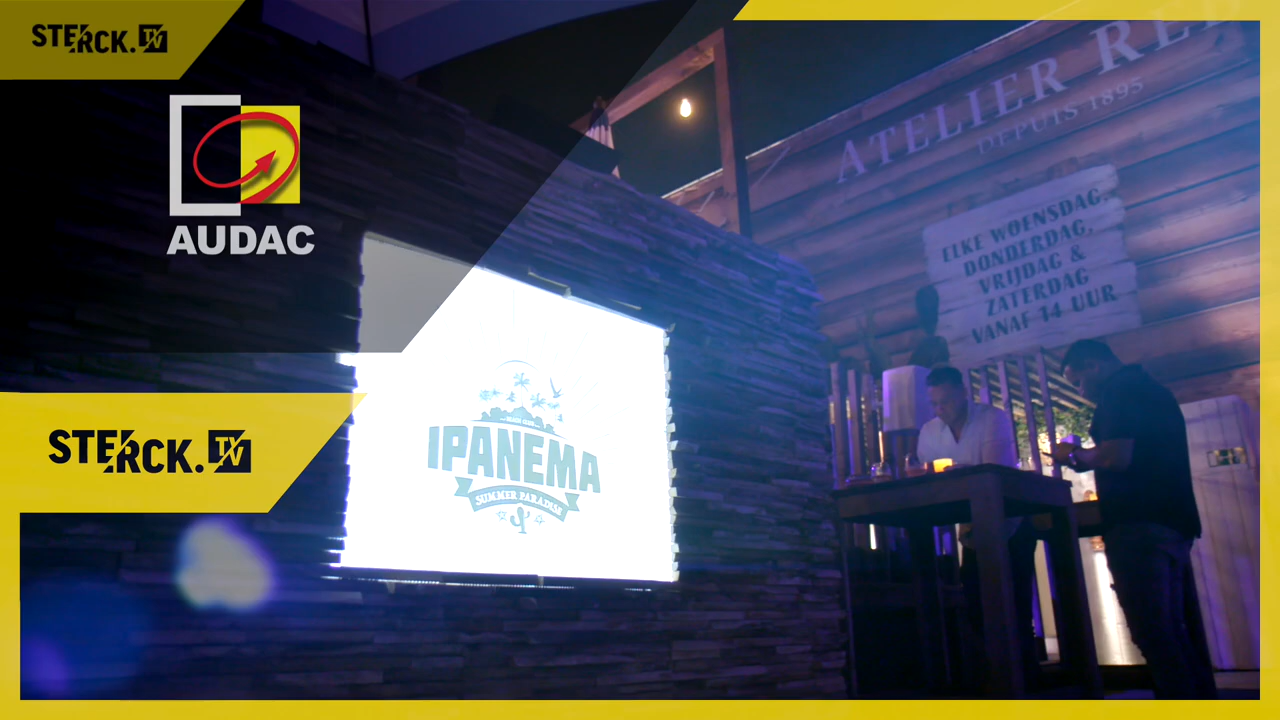 STERCK. TV
AUDAC
ATELIER RED
DEPUIS 1895
ELKE WOENSDAG,
DONDERDAG,
VRIJDAG &
ZATERDAG
VANAF 14 UUR
IPANEMA
SUMMER PARADISE
STERCK. TV